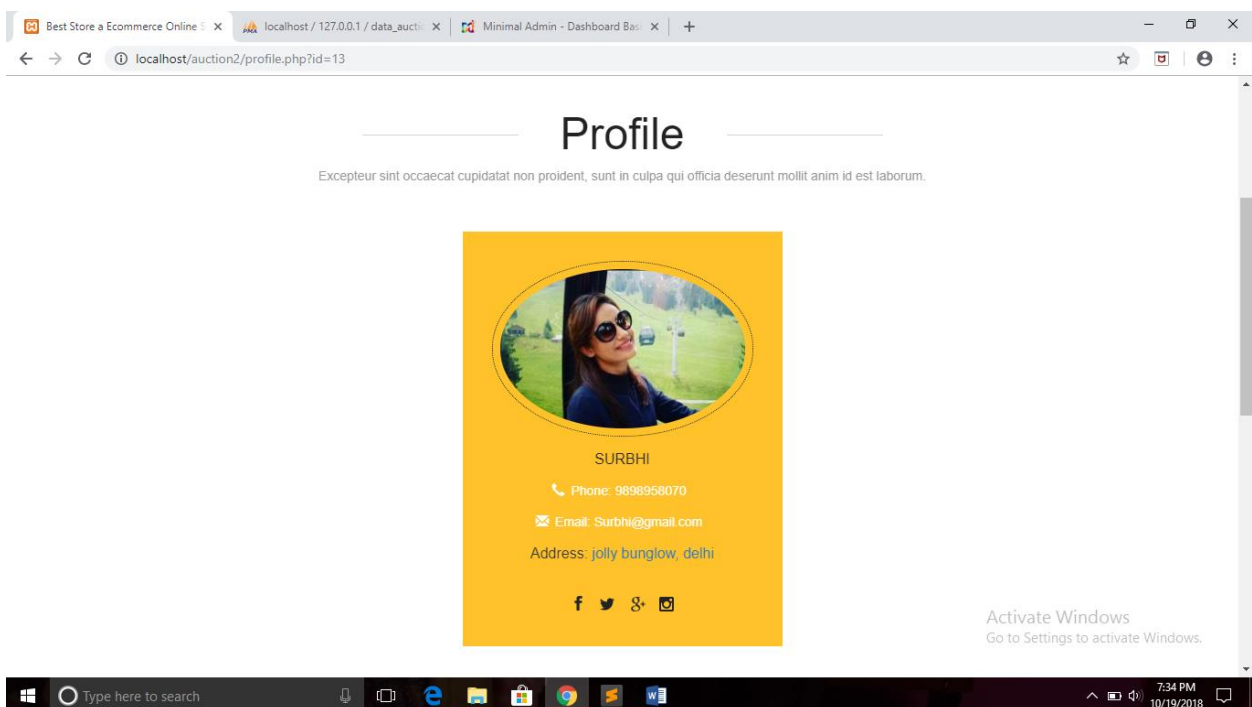 Best Store a Ecommerce Online S
localhost / 127.0.0.1 / data_auctic
Minimal Admin - Dashboard Bas
localhost/auction2/profile.php?id=13
Profile
Excepteur sint occaecat cupidatat non proident, sunt in culpa qui officia deserunt mollit anim id est laborum.
SURBHI
Phone: 9898958070
Email: Surbhi@gmail.com
Address: jolly bunglow, delhi
Activate Windows
Go to Settings to activate Windows.
Type here to search
7:34 PM
10/19/2018